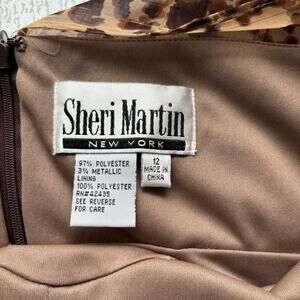 Sheri Martin
NEW YORK
97% POLYESTER
3% METALLIC
LINING
100% POLYESTER
RN#42435
SEE REVERSE
FOR CARE
12
MADE IN
CHINA